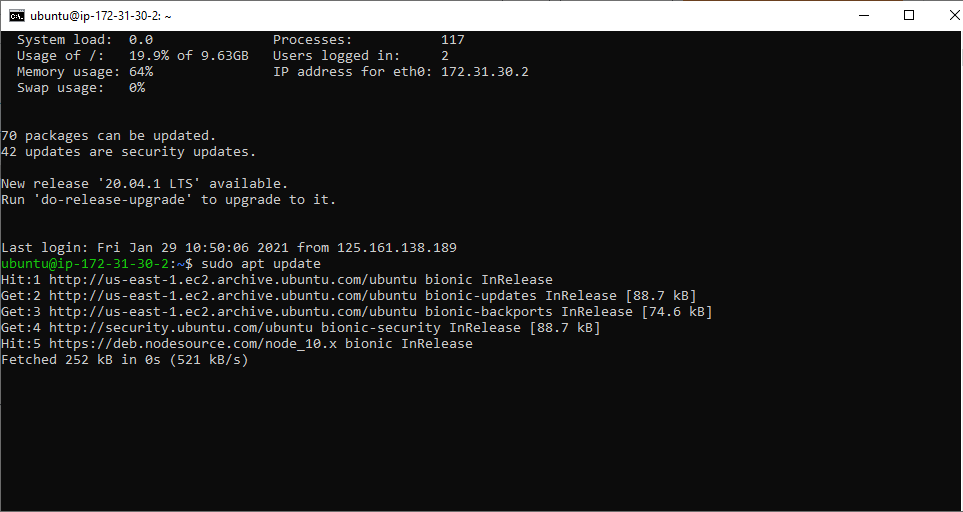 C:\. ubuntu@ip-172-31-30-2: ~
System load:  0.0               Processes:           117
Usage of /:   19.9% of 9.63GB   Users logged in:     2
Memory usage: 64%               IP address for eth0: 172.31.30.2
Swap usage:   0%
70 packages can be updated.
42 updates are security updates.
New release '20.04.1 LTS' available.
Run 'do-release-upgrade' to upgrade to it.
Last login: Fri Jan 29 10:50:06 2021 from 125.161.138.189
ubuntu@ip-172-31-30-2:~$ sudo apt update
Hit:1 http://us-east-1.ec2.archive.ubuntu.com/ubuntu bionic InRelease
Get:2 http://us-east-1.ec2.archive.ubuntu.com/ubuntu bionic-updates InRelease [88.7 kB]
Get:3 http://us-east-1.ec2.archive.ubuntu.com/ubuntu bionic-backports InRelease [74.6 kB]
Get:4 http://security.ubuntu.com/ubuntu bionic-security InRelease [88.7 kB]
Hit:5 https://deb.nodesource.com/node_10.x bionic InRelease
Fetched 252 kB in 0s (521 kB/s)